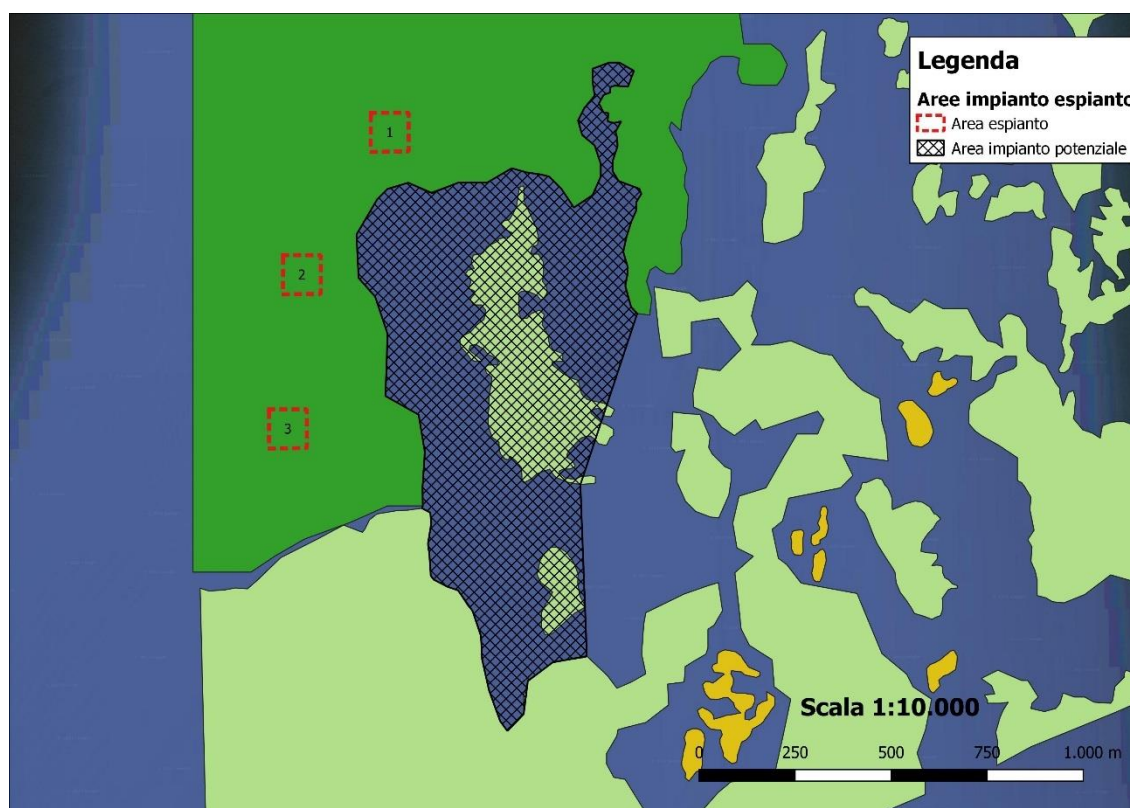 Legenda
Aree impianto espianto
Area espianto
Area impianto potenziale
1
2
3
Scala 1:10.000
0 250 500 750 1.000 m